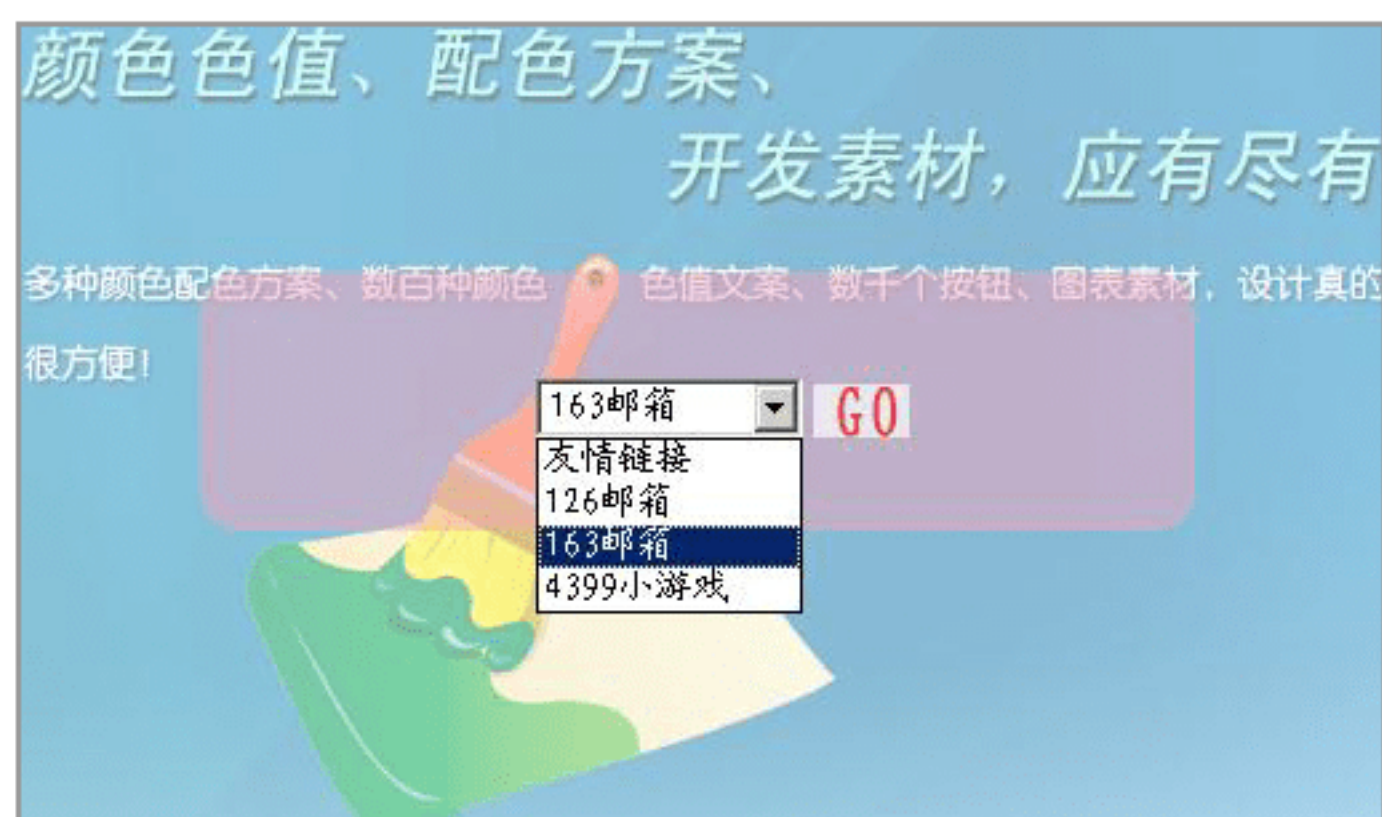 颜色色值、配色方案、
开发素材，应有尽有
多种颜色配色方案、数百种颜色 色值文案、数千个按钮、图表素材，设计真的
很方便！
163邮箱 GO
友情链接
126邮箱
163邮箱
4399小游戏